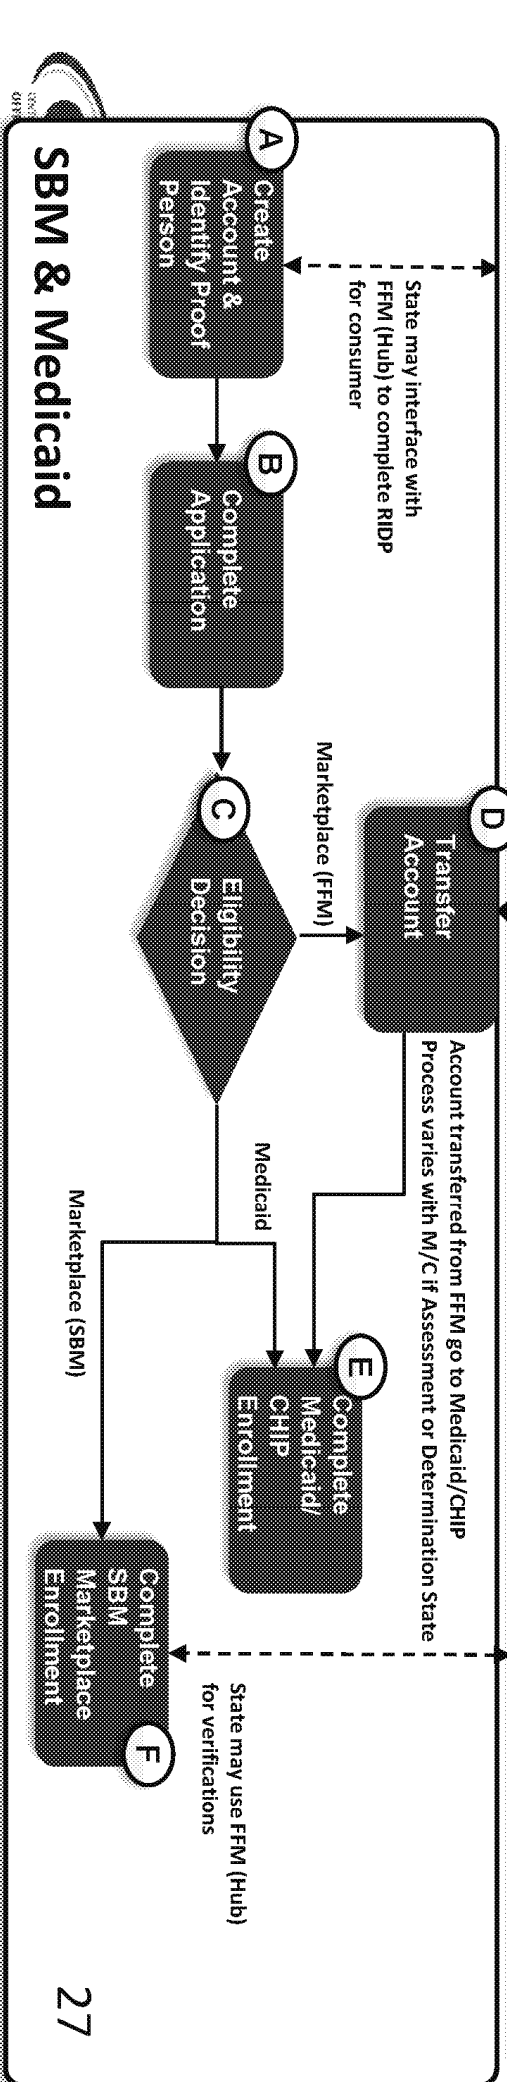 State may interface with
FFM (Hub) to complete RIDP
for consumer
A
Create
Account &
Identify Proof
Person
B
Complete
Application
C
Eligibility
Decision
Marketplace (FFM)
D
Transfer
Account
Account transferred from FFM go to Medicaid/CHIP
Process varies with M/C if Assessment or Determination State
Medicaid
Marketplace (SBM)
E
Complete
Medicaid/
CHIP
Enrollment
F
Complete
SBM
Marketplace
Enrollment
State may use FFM (Hub)
for verifications
SBM & Medicaid
27